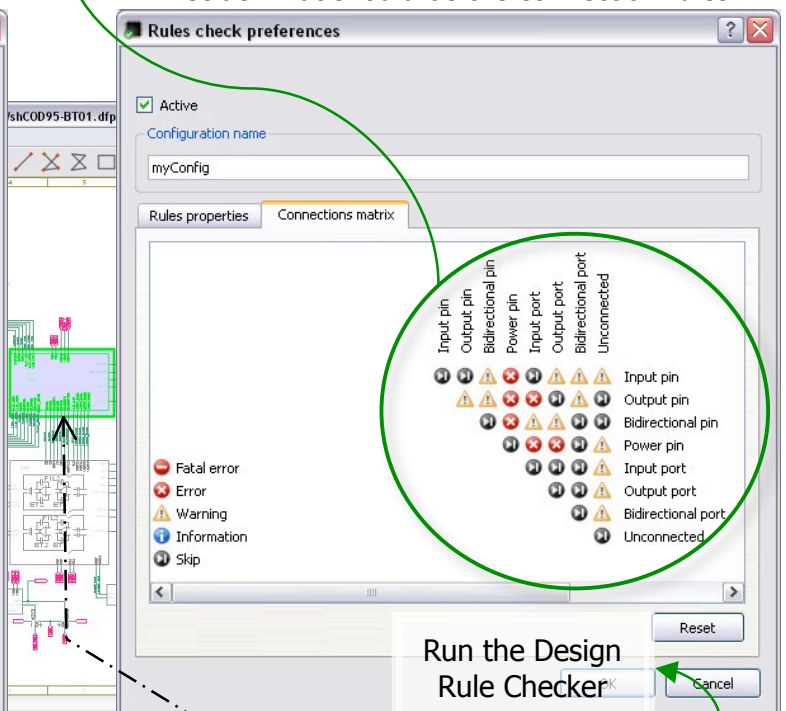 Rules check preferences
/shCOD95-BT01.dfp
Active
Configuration name
myConfig
Rules properties
Connections matrix
Input pin
Output pin
Bidirectional pin
Power pin
Input port
Output port
Bidirectional port
Unconnected
Input pin
Output pin
Bidirectional pin
Power pin
Input port
Output port
Bidirectional port
Unconnected
Fatal error
Error
Warning
Information
Skip
Reset
Run the Design
Rule Checker
Cancel